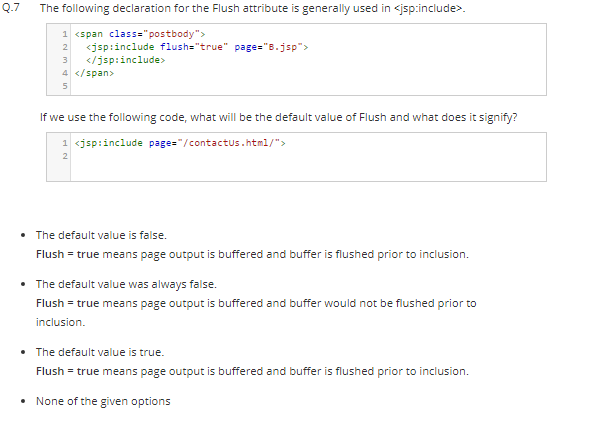 Q.7 The following declaration for the Flush attribute is generally used in <jsp:include>.
1 <span class="postbody">
2 <jsp:include flush="true" page="B.jsp">
3 </jsp:include>
4 </span>
5
If we use the following code, what will be the default value of Flush and what does it signify?
1 <jsp:include page="/contactUs.html/">
2
• The default value is false.
Flush = true means page output is buffered and buffer is flushed prior to inclusion.
• The default value was always false.
Flush = true means page output is buffered and buffer would not be flushed prior to
inclusion.
• The default value is true.
Flush = true means page output is buffered and buffer is flushed prior to inclusion.
• None of the given options